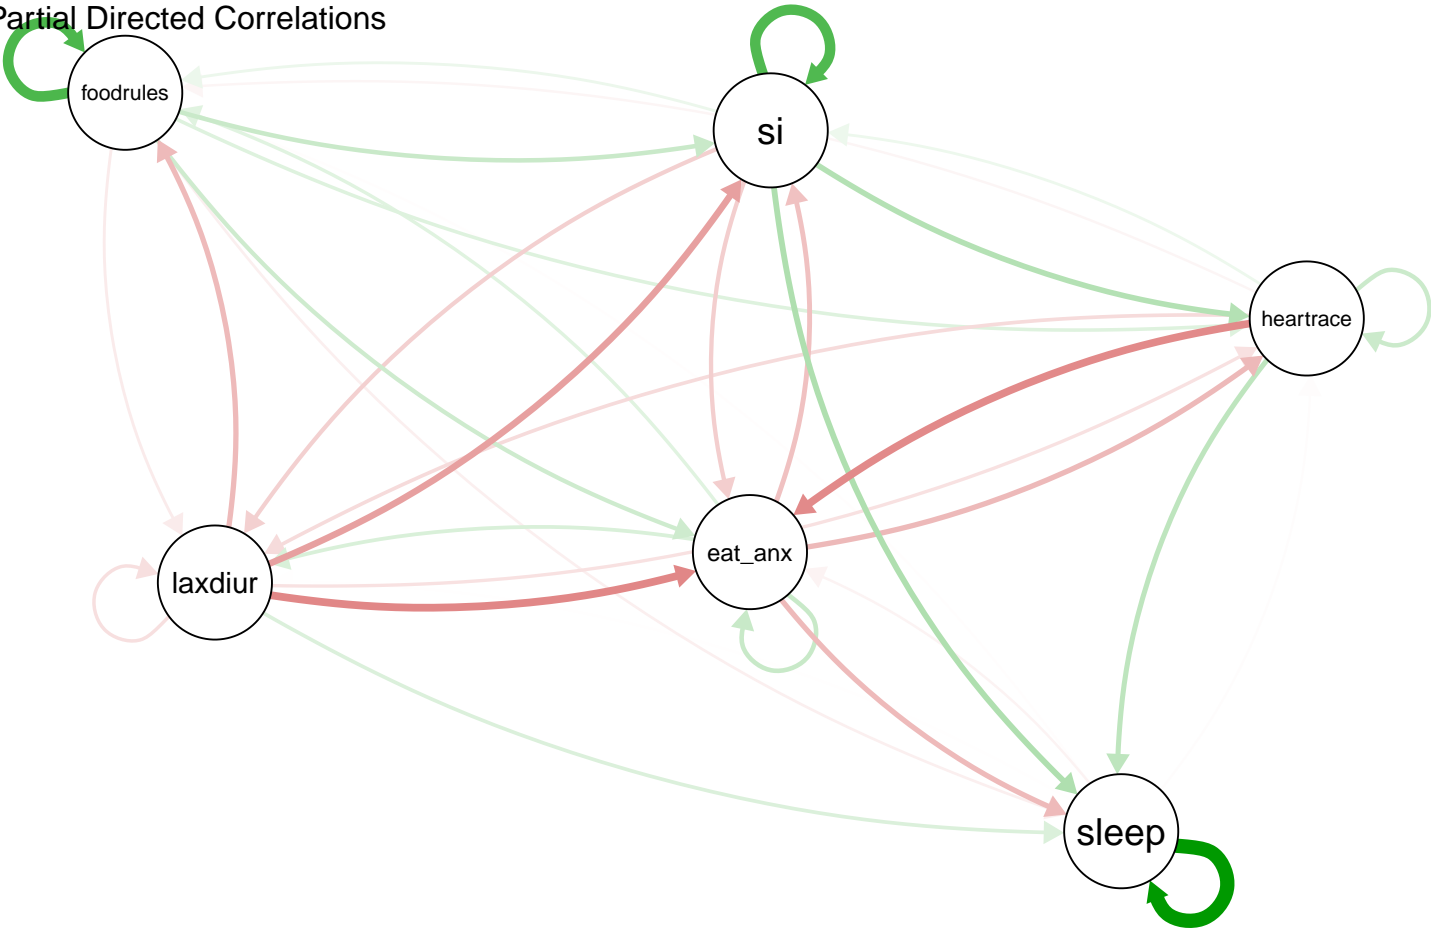 Partial Directed Correlations
foodrules
si
heartrace
eat_anx
laxdiur
sleep